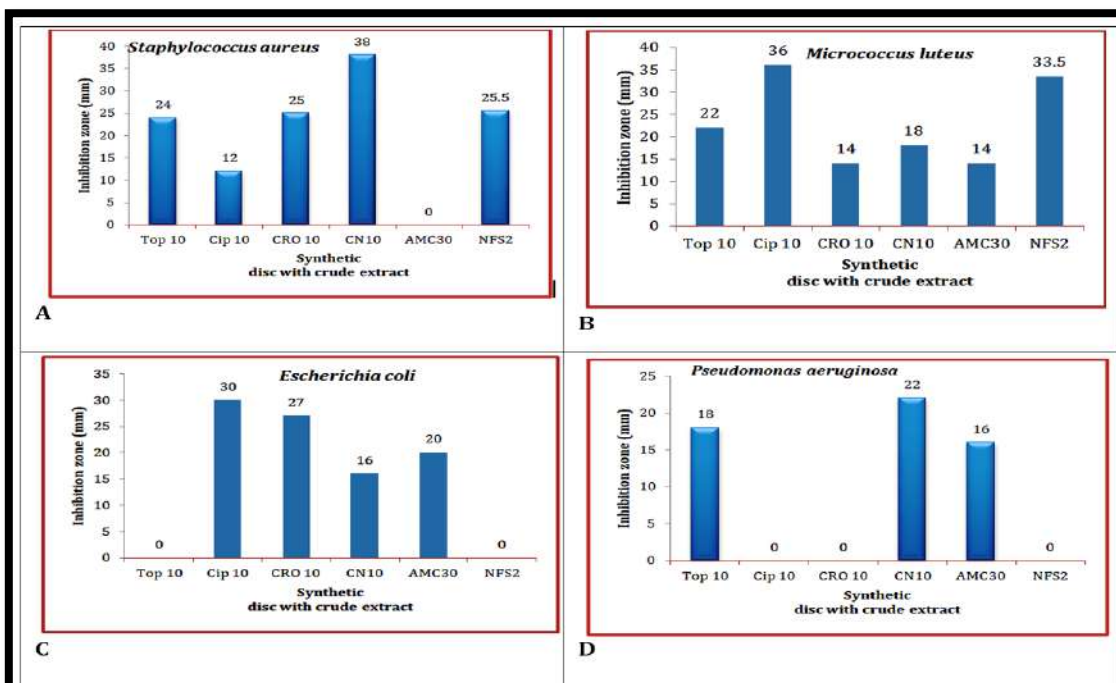 Staphylococcus aureus
Inhibition zone (mm)
40
35
30
25
20
15
10
5
0
24
12
25
38
0
25.5
Top 10 Cip 10 CRO 10 CN10 AMC30 NFS2
Synthetic
disc with crude extract
A
Micrococcus luteus
Inhibition zone (mm)
40
35
30
25
20
15
10
5
0
22
36
14
18
14
33.5
Top 10 Cip 10 CRO 10 CN10 AMC30 NFS2
Synthetic
disc with crude extract
B
Escherichia coli
Inhibition zone (mm)
35
30
25
20
15
10
5
0
0
30
27
16
20
0
Top 10 Cip 10 CRO 10 CN10 AMC30 NFS2
Synthetic
disc with crude extract
C
Pseudomonas aeruginosa
Inhibition zone (mm)
25
20
15
10
5
0
18
0
0
22
16
0
Top 10 Cip 10 CRO 10 CN10 AMC30 NFS2
Synthetic
disc with crude extract
D